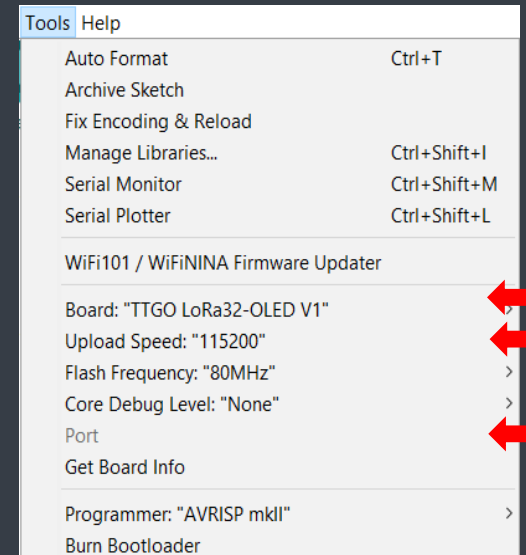 Tools Help
Auto Format Ctrl+T
Archive Sketch
Fix Encoding & Reload
Manage Libraries... Ctrl+Shift+I
Serial Monitor Ctrl+Shift+M
Serial Plotter Ctrl+Shift+L
WiFi101 / WiFiNINA Firmware Updater
Board: "TTGO LoRa32-OLED V1"
Upload Speed: "115200"
Flash Frequency: "80MHz"
Core Debug Level: "None"
Port
Get Board Info
Programmer: "AVRISP mkII"
Burn Bootloader